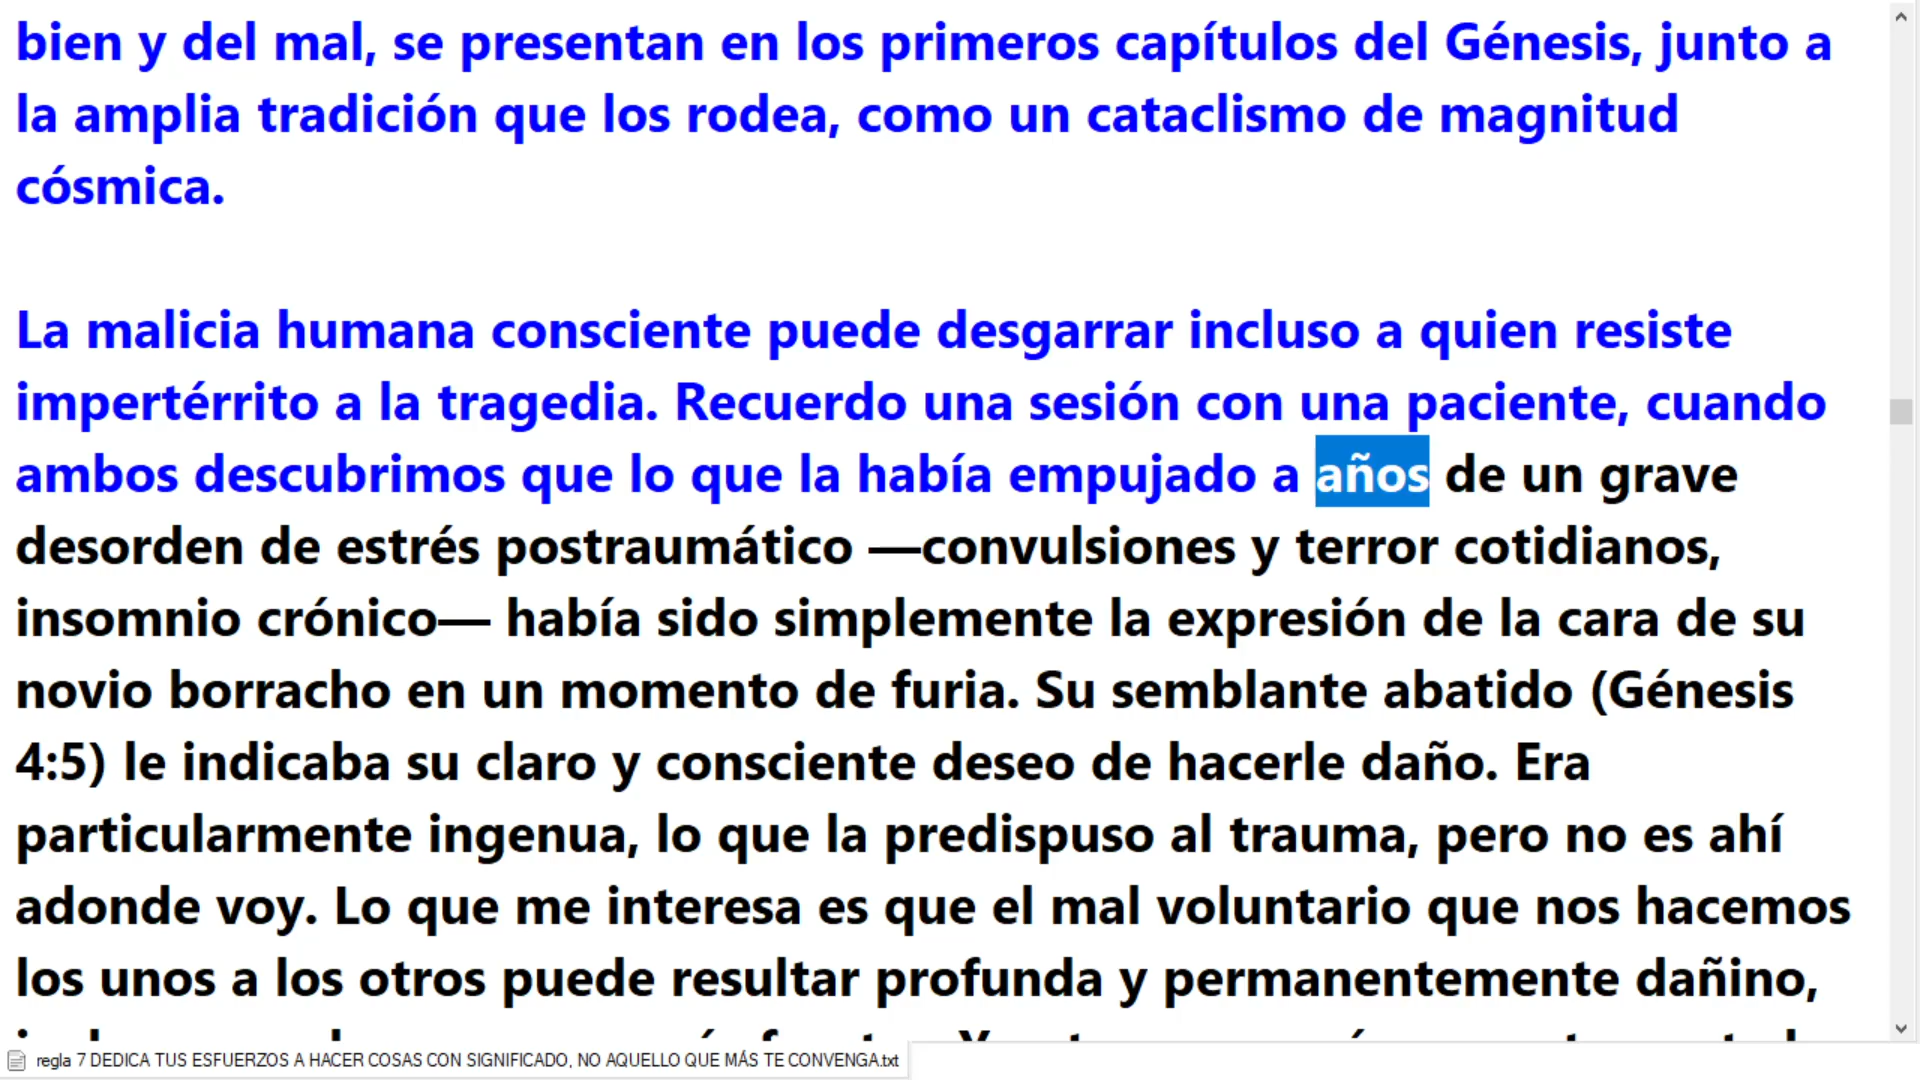 bien y del mal, se presentan en los primeros capítulos del Génesis, junto a
la amplia tradición que los rodea, como un cataclismo de magnitud
cósmica.
La malicia humana consciente puede desgarrar incluso a quien resiste
impertérrito a la tragedia. Recuerdo una sesión con una paciente, cuando
ambos descubrimos que lo que la había empujado a años de un grave
desorden de estrés postraumático —convulsiones y terror cotidianos,
insomnio crónico— había sido simplemente la expresión de la cara de su
novio borracho en un momento de furia. Su semblante abatido (Génesis
4:5) le indicaba su claro y consciente deseo de hacerle daño. Era
particularmente ingenua, lo que la predispuso al trauma, pero no es ahí
adonde voy. Lo que me interesa es que el mal voluntario que nos hacemos
los unos a los otros puede resultar profunda y permanentemente dañino,
regla 7 DEDICA TUS ESFUERZOS A HACER COSAS CON SIGNIFICADO, NO AQUELLO QUE MÁS TE CONVENGA.txt